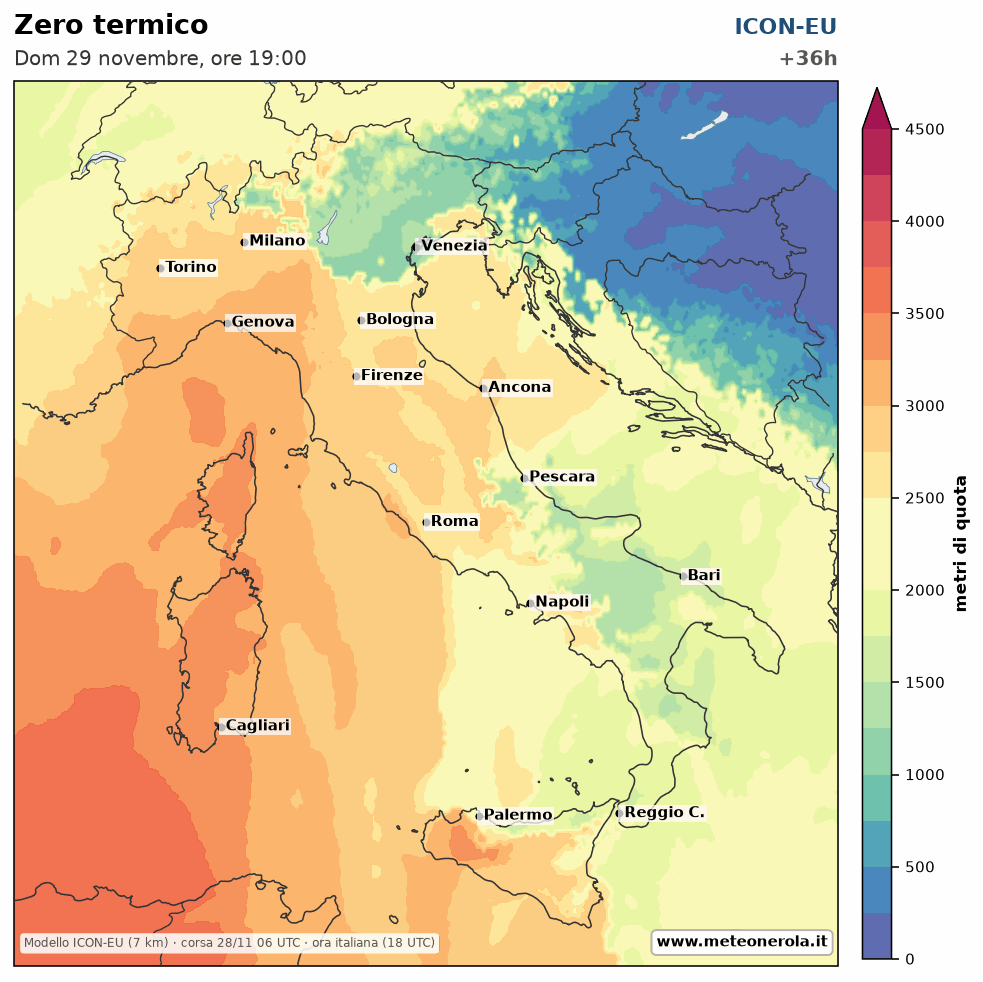 Zero termico
ICON-EU
Dom 29 novembre, ore 19:00
+36h
4500
4000
3500
3000
2500
2000
1500
1000
500
0
metri di quota
Milano
Venezia
Torino
Genova
Bologna
Firenze
Ancona
Pescara
Roma
Bari
Napoli
Cagliari
Palermo
Reggio C.
Modello ICON-EU (7 km) · corsa 28/11 06 UTC · ora italiana (18 UTC)
www.meteonerola.it